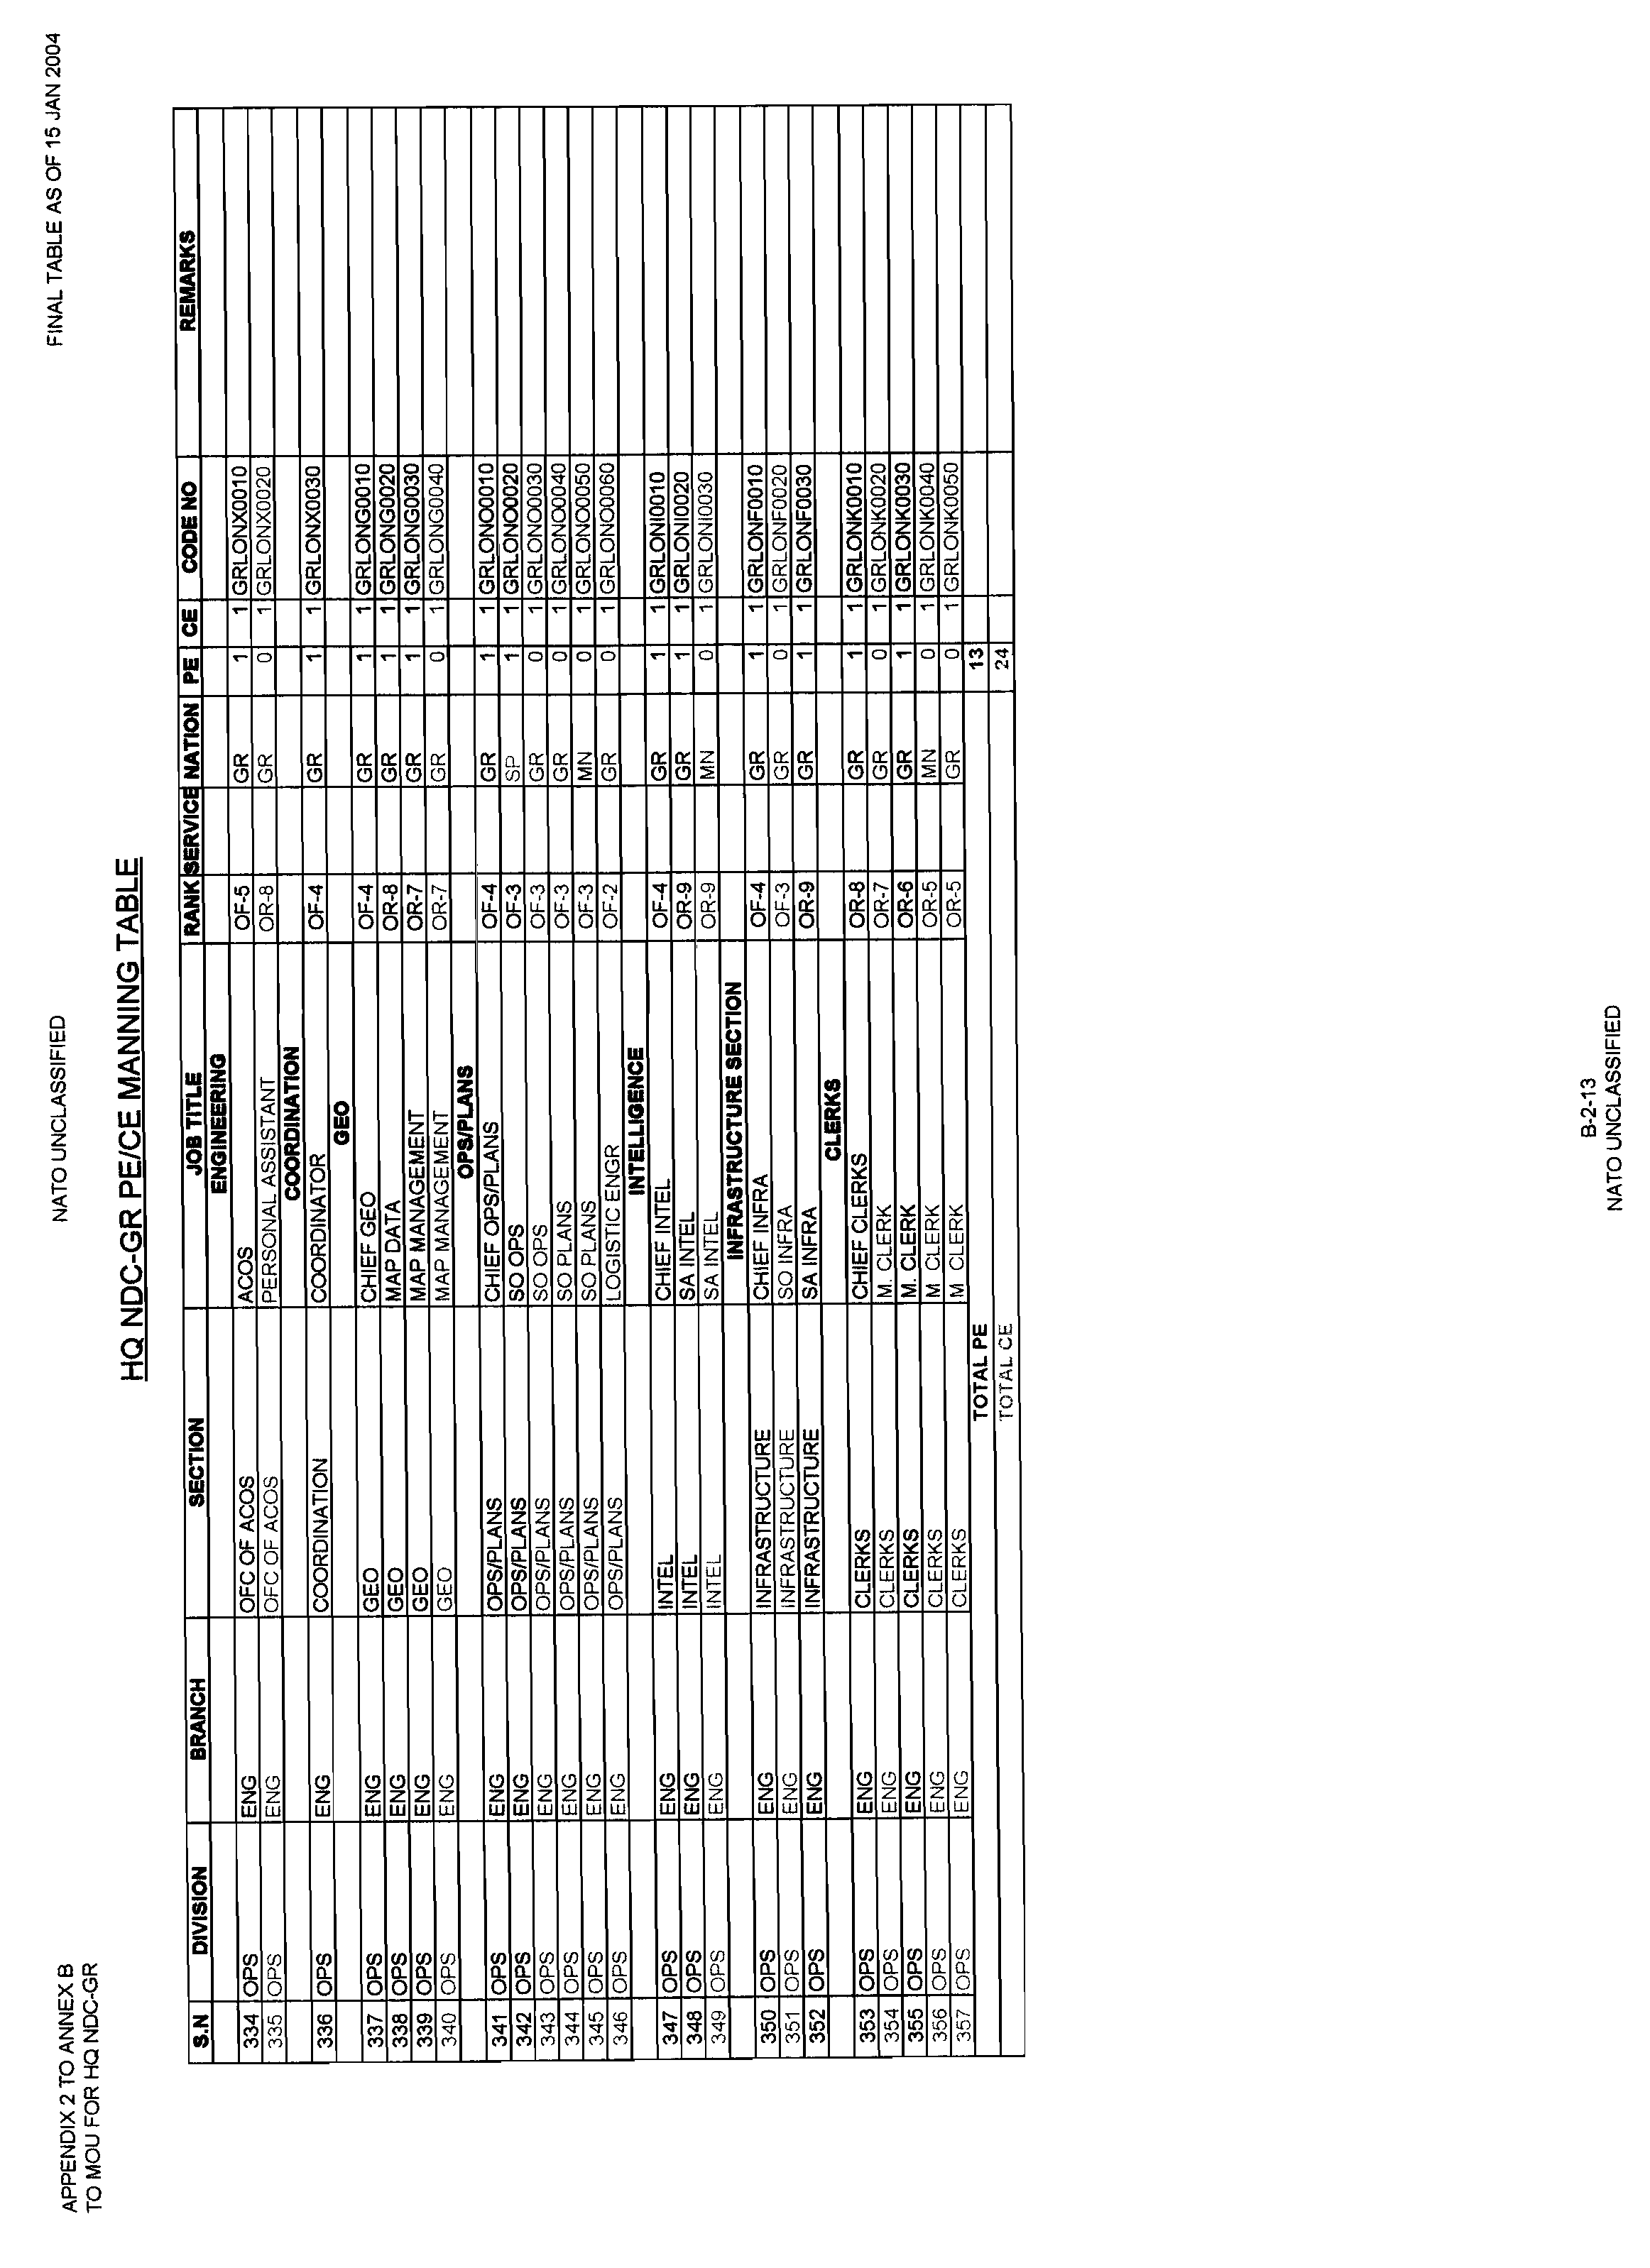 APPENDIX 2 TO ANNEX B
TO MOU FOR HQ NDC-GR
NATO UNCLASSIFIED
FINAL TABLE AS OF 15 JAN 2004
HQ NDC-GR PE/CE MANNING TABLE
S.N DIVISION BRANCH SECTION JOB TITLE RANK SERVICE NATION PE CE CODE NO REMARKS
ENGINEERING
334 OPS ENG OFC OF ACOS ACOS OF-5 GR 1 1 GRLONX0010
335 OPS ENG OFC OF ACOS PERSONAL ASSISTANT OR-8 GR 0 1 GRLONX0020
COORDINATION
336 OPS ENG COORDINATION COORDINATOR OF-4 GR 1 1 GRLONX0030
GEO
337 OPS ENG GEO CHIEF GEO OF-4 GR 1 1 GRLONG0010
338 OPS ENG GEO MAP DATA OR-8 GR 1 1 GRLONG0020
339 OPS ENG GEO MAP MANAGEMENT OR-7 GR 1 1 GRLONG0030
340 OPS ENG GEO MAP MANAGEMENT OR-7 GR 0 1 GRLONG0040
OPS/PLANS
341 OPS ENG OPS/PLANS CHIEF OPS/PLANS OF-4 GR 1 1 GRLONO0010
342 OPS ENG OPS/PLANS SO OPS OF-3 SP 1 1 GRLONO0020
343 OPS ENG OPS/PLANS SO OPS OF-3 GR 0 1 GRLONO0030
344 OPS ENG OPS/PLANS SO PLANS OF-3 GR 0 1 GRLONO0040
345 OPS ENG OPS/PLANS SO PLANS OF-3 MN 0 1 GRLONO0050
346 OPS ENG OPS/PLANS LOGISTIC ENGR OF-2 GR 0 1 GRLONO0060
INTELLIGENCE
347 OPS ENG INTEL CHIEF INTEL OF-4 GR 1 1 GRLONI0010
348 OPS ENG INTEL SA INTEL OR-9 GR 1 1 GRLONI0020
349 OPS ENG INTEL SA INTEL OR-9 MN 0 1 GRLONI0030
INFRASTRUCTURE SECTION
350 OPS ENG INFRASTRUCTURE CHIEF INFRA OF-4 GR 1 1 GRLONF0010
351 OPS ENG INFRASTRUCTURE SO INFRA OF-3 GR 0 1 GRLONF0020
352 OPS ENG INFRASTRUCTURE SA INFRA OR-9 GR 1 1 GRLONF0030
CLERKS
353 OPS ENG CLERKS CHIEF CLERKS OR-8 GR 1 1 GRLONK0010
354 OPS ENG CLERKS M. CLERK OR-7 GR 0 1 GRLONK0020
355 OPS ENG CLERKS M. CLERK OR-6 GR 1 1 GRLONK0030
356 OPS ENG CLERKS M CLERK OR-5 MN 0 1 GRLONK0040
357 OPS ENG CLERKS M CLERK OR-5 GR 0 1 GRLONK0050
TOTAL PE 13
TOTAL CE 24
B-2-13
NATO UNCLASSIFIED